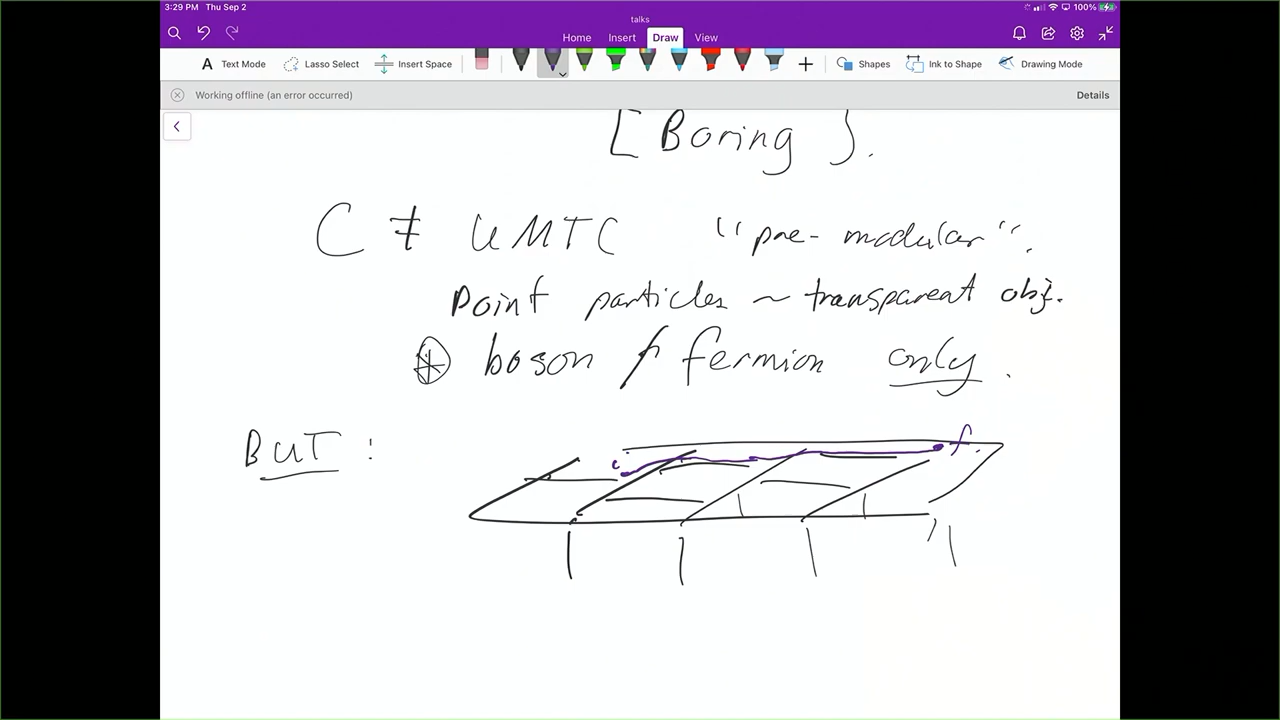 3:29 PM Thu Sep 2
100%
talks
Home Insert Draw View
Text Mode Lasso Select Insert Space Shapes Ink to Shape Drawing Mode
Working offline (an error occurred) Details
[ Boring ].
C ≠ UMTC "pre-modular".
Point particles ~ transparent obj.
boson / fermion only.
BUT :
f.